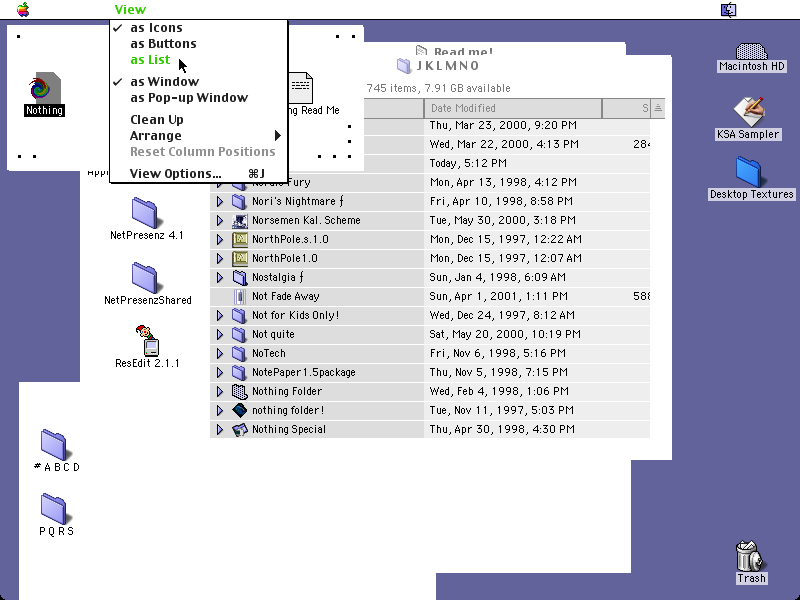 View
as Icons
as Buttons
as List
as Window
as Pop-up Window
Clean Up
Arrange
Reset Column Positions
View Options... ⌘J
Nothing
ng Read Me
Read me!
JKLMNO
745 items, 7.91 GB available
Date Modified S
Thu, Mar 23, 2000, 9:20 PM
Wed, Mar 22, 2000, 4:13 PM 284
Today, 5:12 PM
Nordic Fury Mon, Apr 13, 1998, 4:12 PM
Nori's Nightmare ƒ Fri, Apr 10, 1998, 8:58 PM
Norsemen Kal. Scheme Tue, May 30, 2000, 3:18 PM
NorthPole.s.1.0 Mon, Dec 15, 1997, 12:22 AM
NorthPole1.0 Mon, Dec 15, 1997, 12:07 AM
Nostalgia ƒ Sun, Jan 4, 1998, 6:09 AM
Not Fade Away Sun, Apr 1, 2001, 1:11 PM 588
Not for Kids Only! Wed, Dec 24, 1997, 8:12 AM
Not quite Sat, May 20, 2000, 10:19 PM
NoTech Fri, Nov 6, 1998, 5:16 PM
NotePaper1.5package Thu, Nov 5, 1998, 7:15 PM
Nothing Folder Wed, Feb 4, 1998, 1:06 PM
nothing folder! Tue, Nov 11, 1997, 5:03 PM
Nothing Special Thu, Apr 30, 1998, 4:30 PM
NetPresenz 4.1
NetPresenzShared
ResEdit 2.1.1
# A B C D
P Q R S
Macintosh HD
KSA Sampler
Desktop Textures
Trash